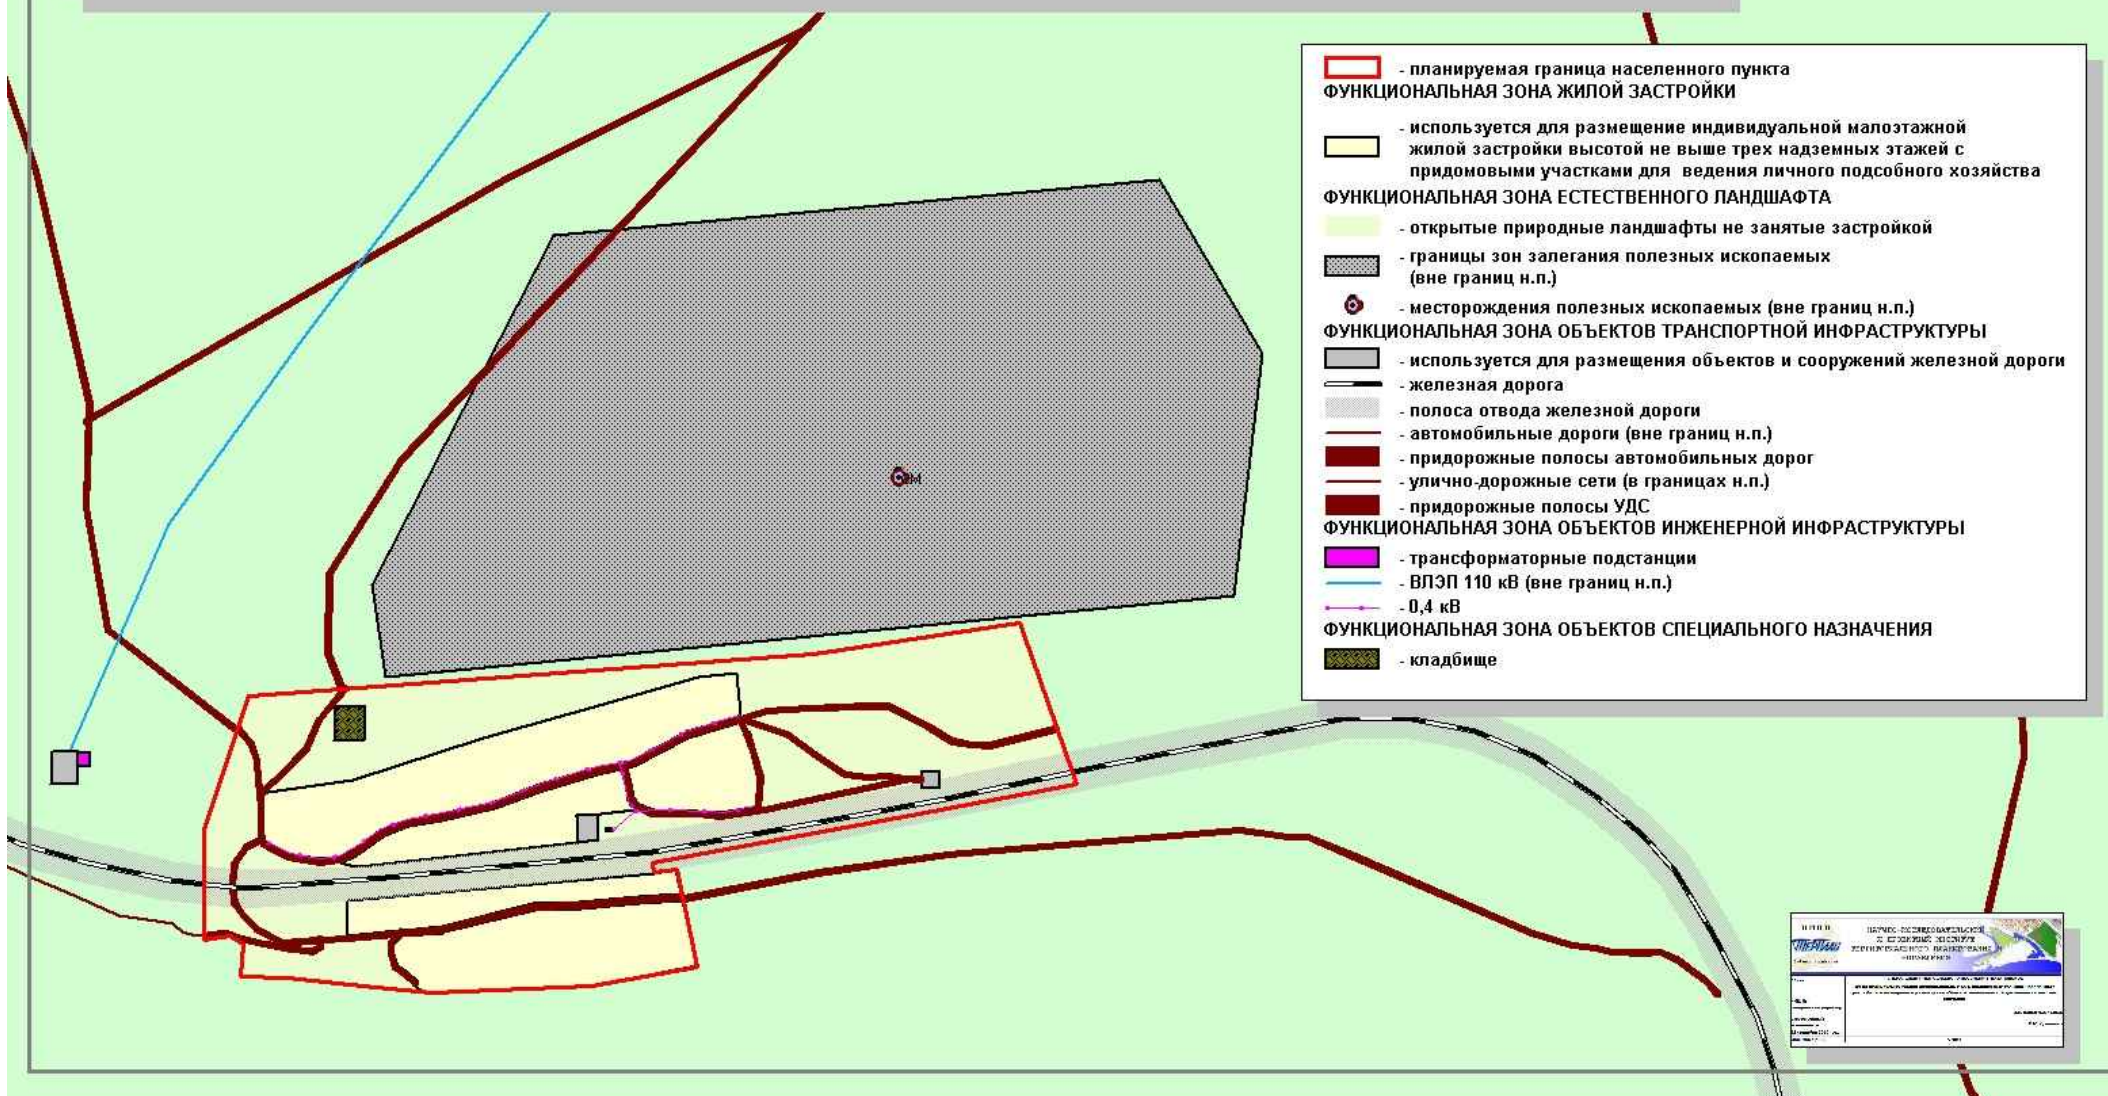 - планируемая граница населенного пункта
ФУНКЦИОНАЛЬНАЯ ЗОНА ЖИЛОЙ ЗАСТРОЙКИ
- используется для размещение индивидуальной малоэтажной
жилой застройки высотой не выше трех надземных этажей с
придомовыми участками для ведения личного подсобного хозяйства
ФУНКЦИОНАЛЬНАЯ ЗОНА ЕСТЕСТВЕННОГО ЛАНДШАФТА
- открытые природные ландшафты не занятые застройкой
- границы зон залегания полезных ископаемых
(вне границ н.п.)
- месторождения полезных ископаемых (вне границ н.п.)
ФУНКЦИОНАЛЬНАЯ ЗОНА ОБЪЕКТОВ ТРАНСПОРТНОЙ ИНФРАСТРУКТУРЫ
- используется для размещения объектов и сооружений железной дороги
- железная дорога
- полоса отвода железной дороги
- автомобильные дороги (вне границ н.п.)
- придорожные полосы автомобильных дорог
- улично-дорожные сети (в границах н.п.)
- придорожные полосы УДС
ФУНКЦИОНАЛЬНАЯ ЗОНА ОБЪЕКТОВ ИНЖЕНЕРНОЙ ИНФРАСТРУКТУРЫ
- трансформаторные подстанции
- ВЛЭП 110 кВ (вне границ н.п.)
- 0,4 кВ
ФУНКЦИОНАЛЬНАЯ ЗОНА ОБЪЕКТОВ СПЕЦИАЛЬНОГО НАЗНАЧЕНИЯ
- кладбище